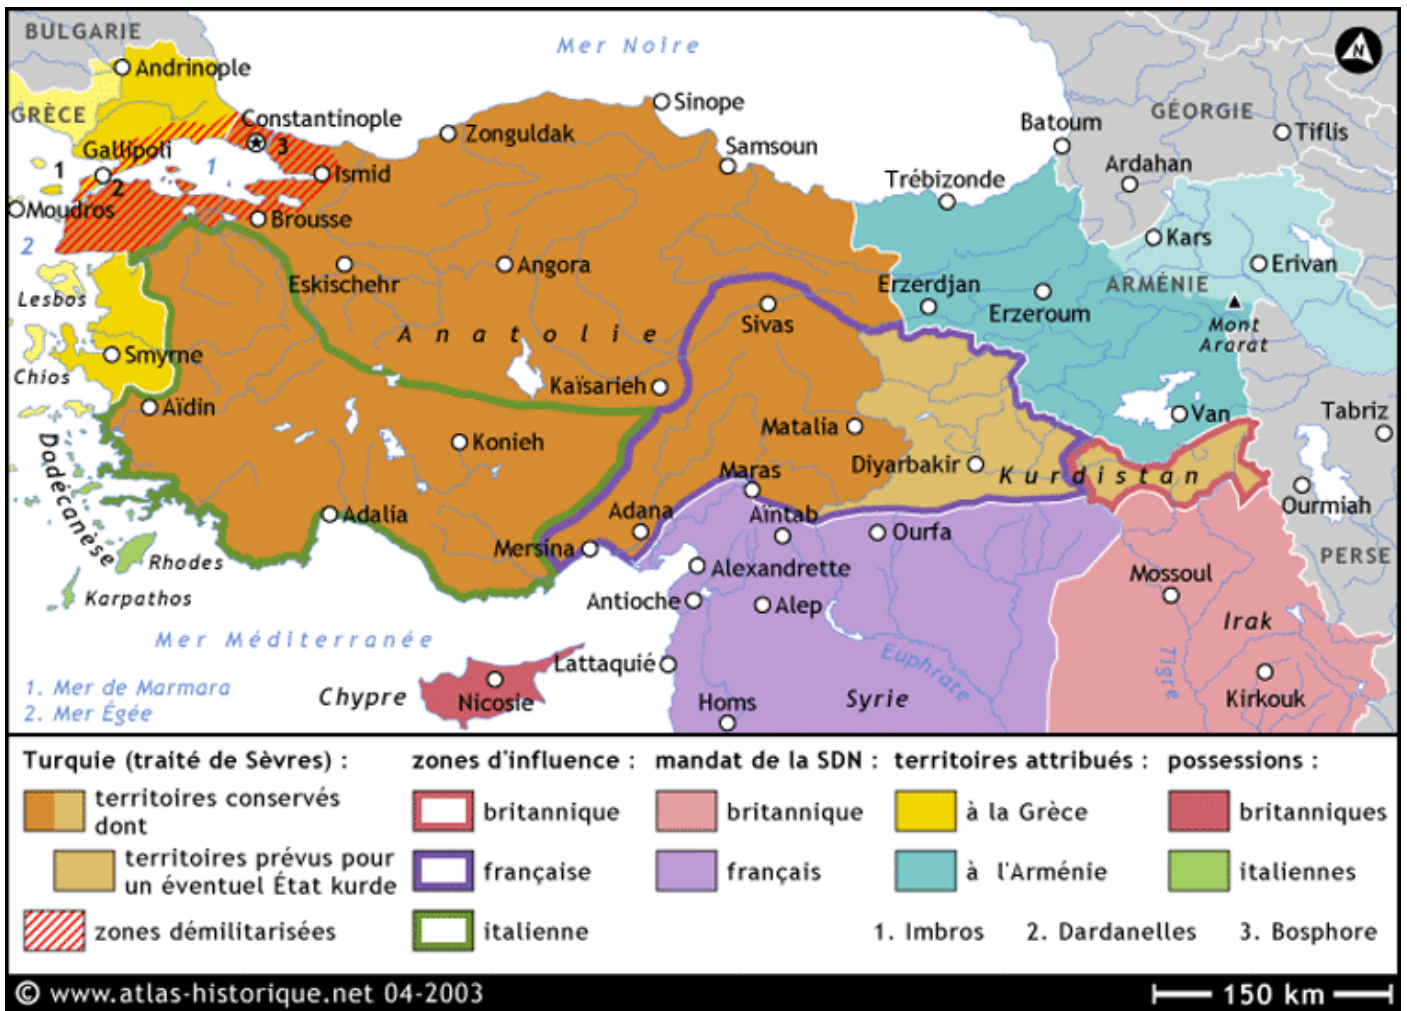 BULGARIE
Mer Noire
N
Andrinople
Sinope
GRÈCE
Constantinople
GÉORGIE
Zonguldak
Batoum
Tiflis
3
Samsoun
Gallipoli
1
1
Ardahan
Ismid
Trébizonde
2
Moudros
Brousse
Kars
2
Angora
Erivan
Eskischehr
Erzerdjan
ARMÉNIE
Lesbos
Erzeroum
Sivas
Mont
Ararat
Anatolie
Smyrne
Chios
Kaïsarieh
Aïdin
Van
Tabriz
Matalia
Konieh
Diyarbakir
Kurdistan
Maras
Dadécanèse
Ourmiah
Adalia
Adana
Aïntab
Ourfa
Mersina
PERSE
Rhodes
Alexandrette
Mossoul
Karpathos
Antioche
Alep
Irak
Mer Méditerranée
Lattaquié
Euphrate
Tigre
1. Mer de Marmara
2. Mer Égée
Chypre
Nicosie
Homs
Syrie
Kirkouk
Turquie (traité de Sèvres) :
territoires conservés
dont
territoires prévus pour
un éventuel État kurde
zones démilitarisées
zones d'influence :
britannique
française
italienne
mandat de la SDN :
britannique
français
territoires attribués :
à la Grèce
à l'Arménie
possessions :
britanniques
italiennes
1. Imbros 2. Dardanelles 3. Bosphore
© www.atlas-historique.net 04-2003
150 km